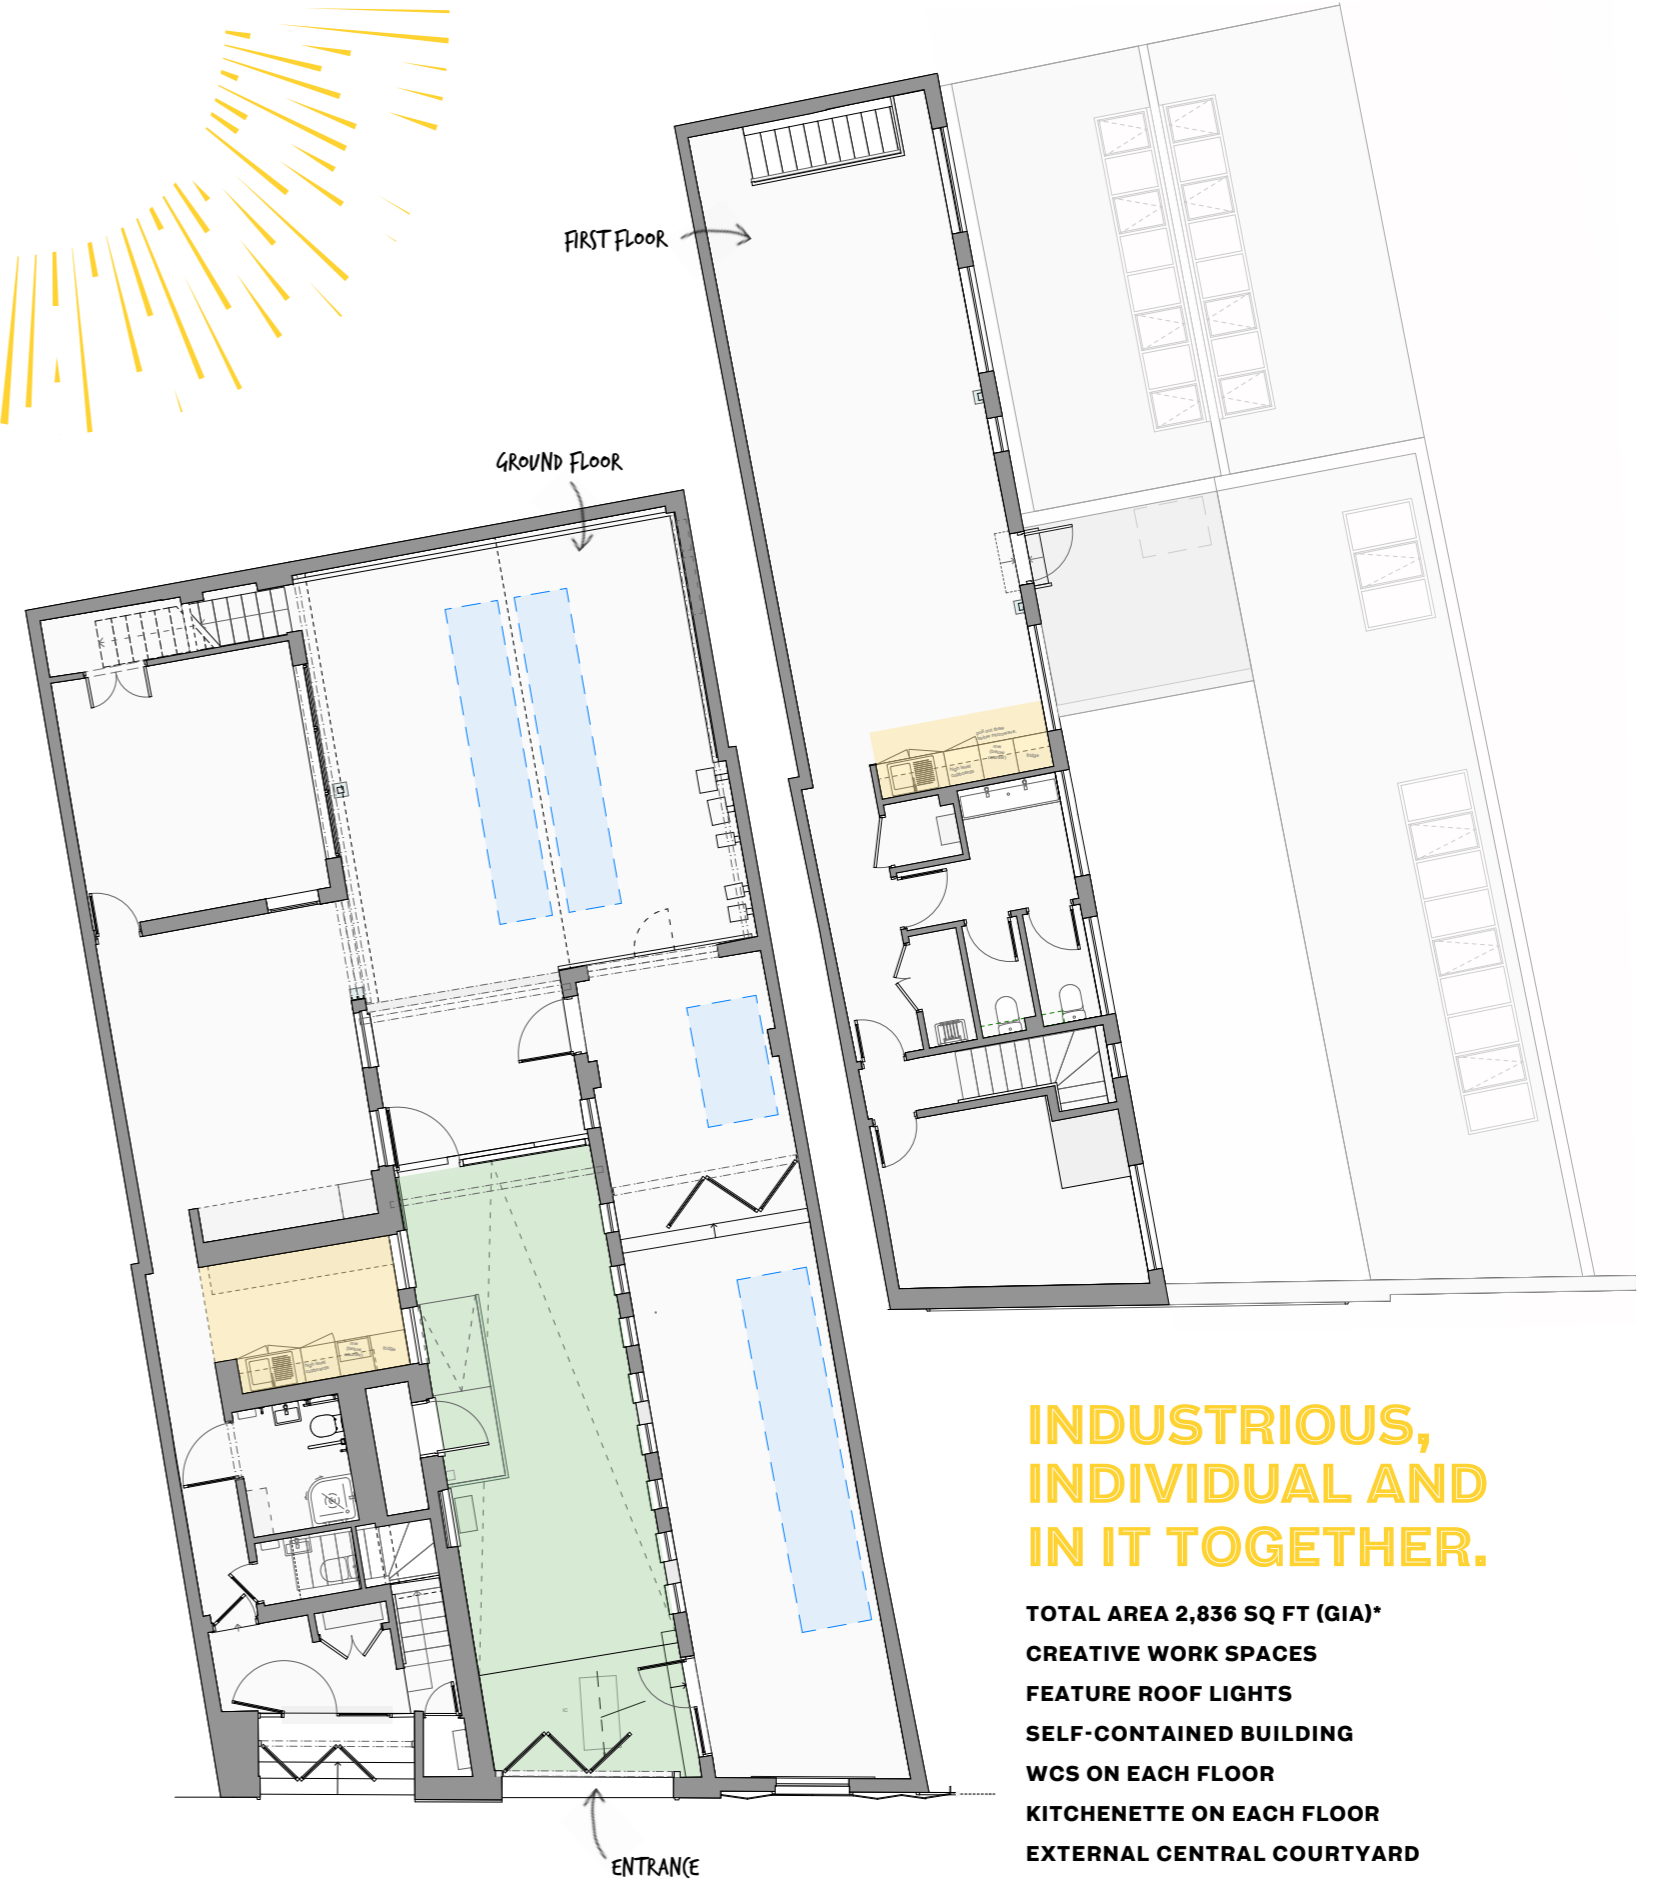 FIRST FLOOR
GROUND FLOOR
INDUSTRIOUS,
INDIVIDUAL AND
IN IT TOGETHER.
TOTAL AREA 2,836 SQ FT (GIA)*
CREATIVE WORK SPACES
FEATURE ROOF LIGHTS
SELF-CONTAINED BUILDING
WCS ON EACH FLOOR
KITCHENETTE ON EACH FLOOR
EXTERNAL CENTRAL COURTYARD
ENTRANCE